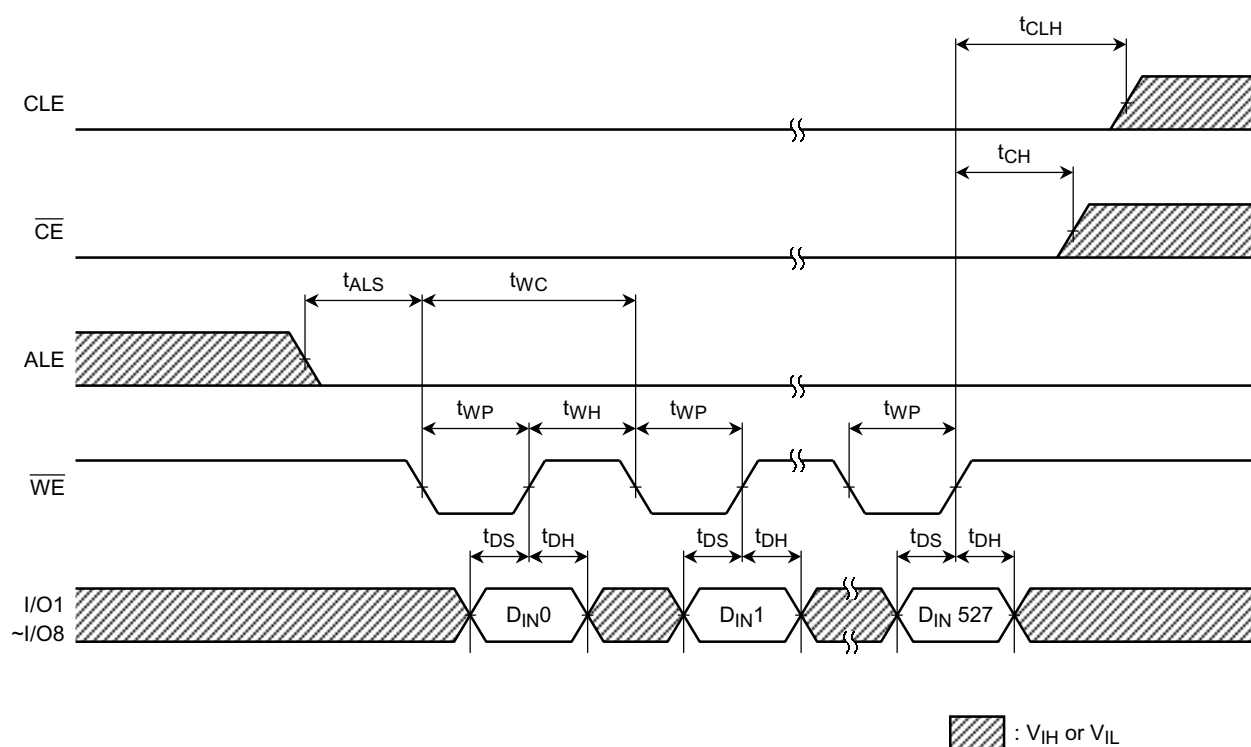 tCLH
CLE
tCH
CE
tALS
tWC
ALE
tWP
tWH
tWP
tWP
WE
tDS
tDH
tDS
tDH
tDS
tDH
I/O1
~I/O8
DIN0
DIN1
DIN 527
: VIH or VIL